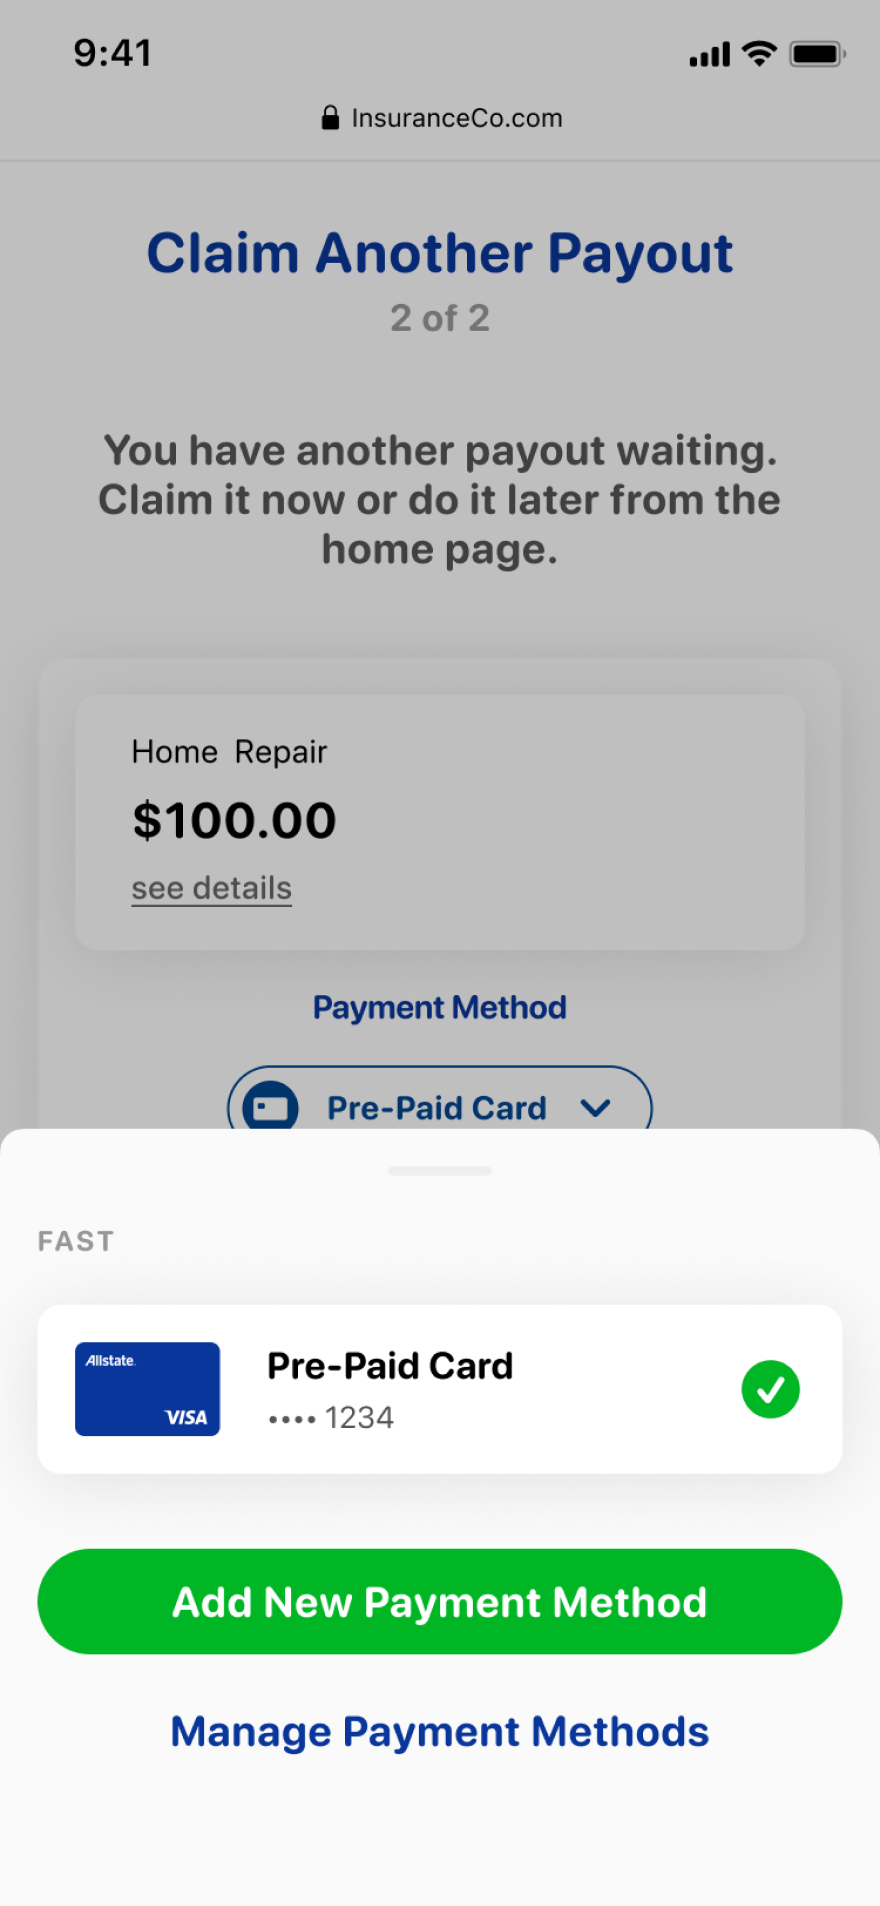 9:41
InsuranceCo.com
Claim Another Payout
2 of 2
You have another payout waiting.
Claim it now or do it later from the
home page.
Home Repair
$100.00
see details
Payment Method
Pre-Paid Card
FAST
Allstate.
VISA
Pre-Paid Card
•••• 1234
Add New Payment Method
Manage Payment Methods